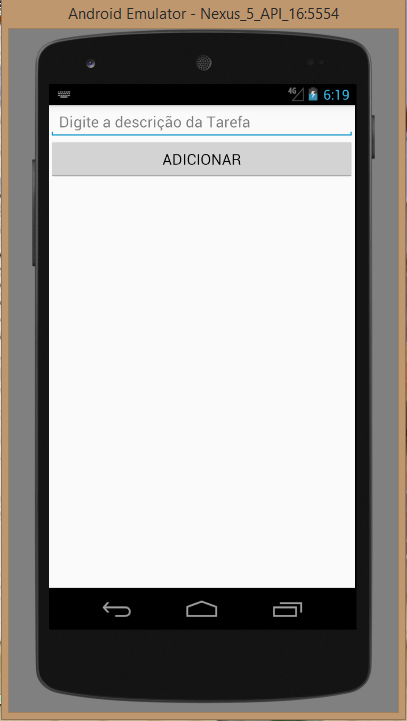 Android Emulator - Nexus_5_API_16:5554
4G 6:19
Digite a descrição da Tarefa
ADICIONAR